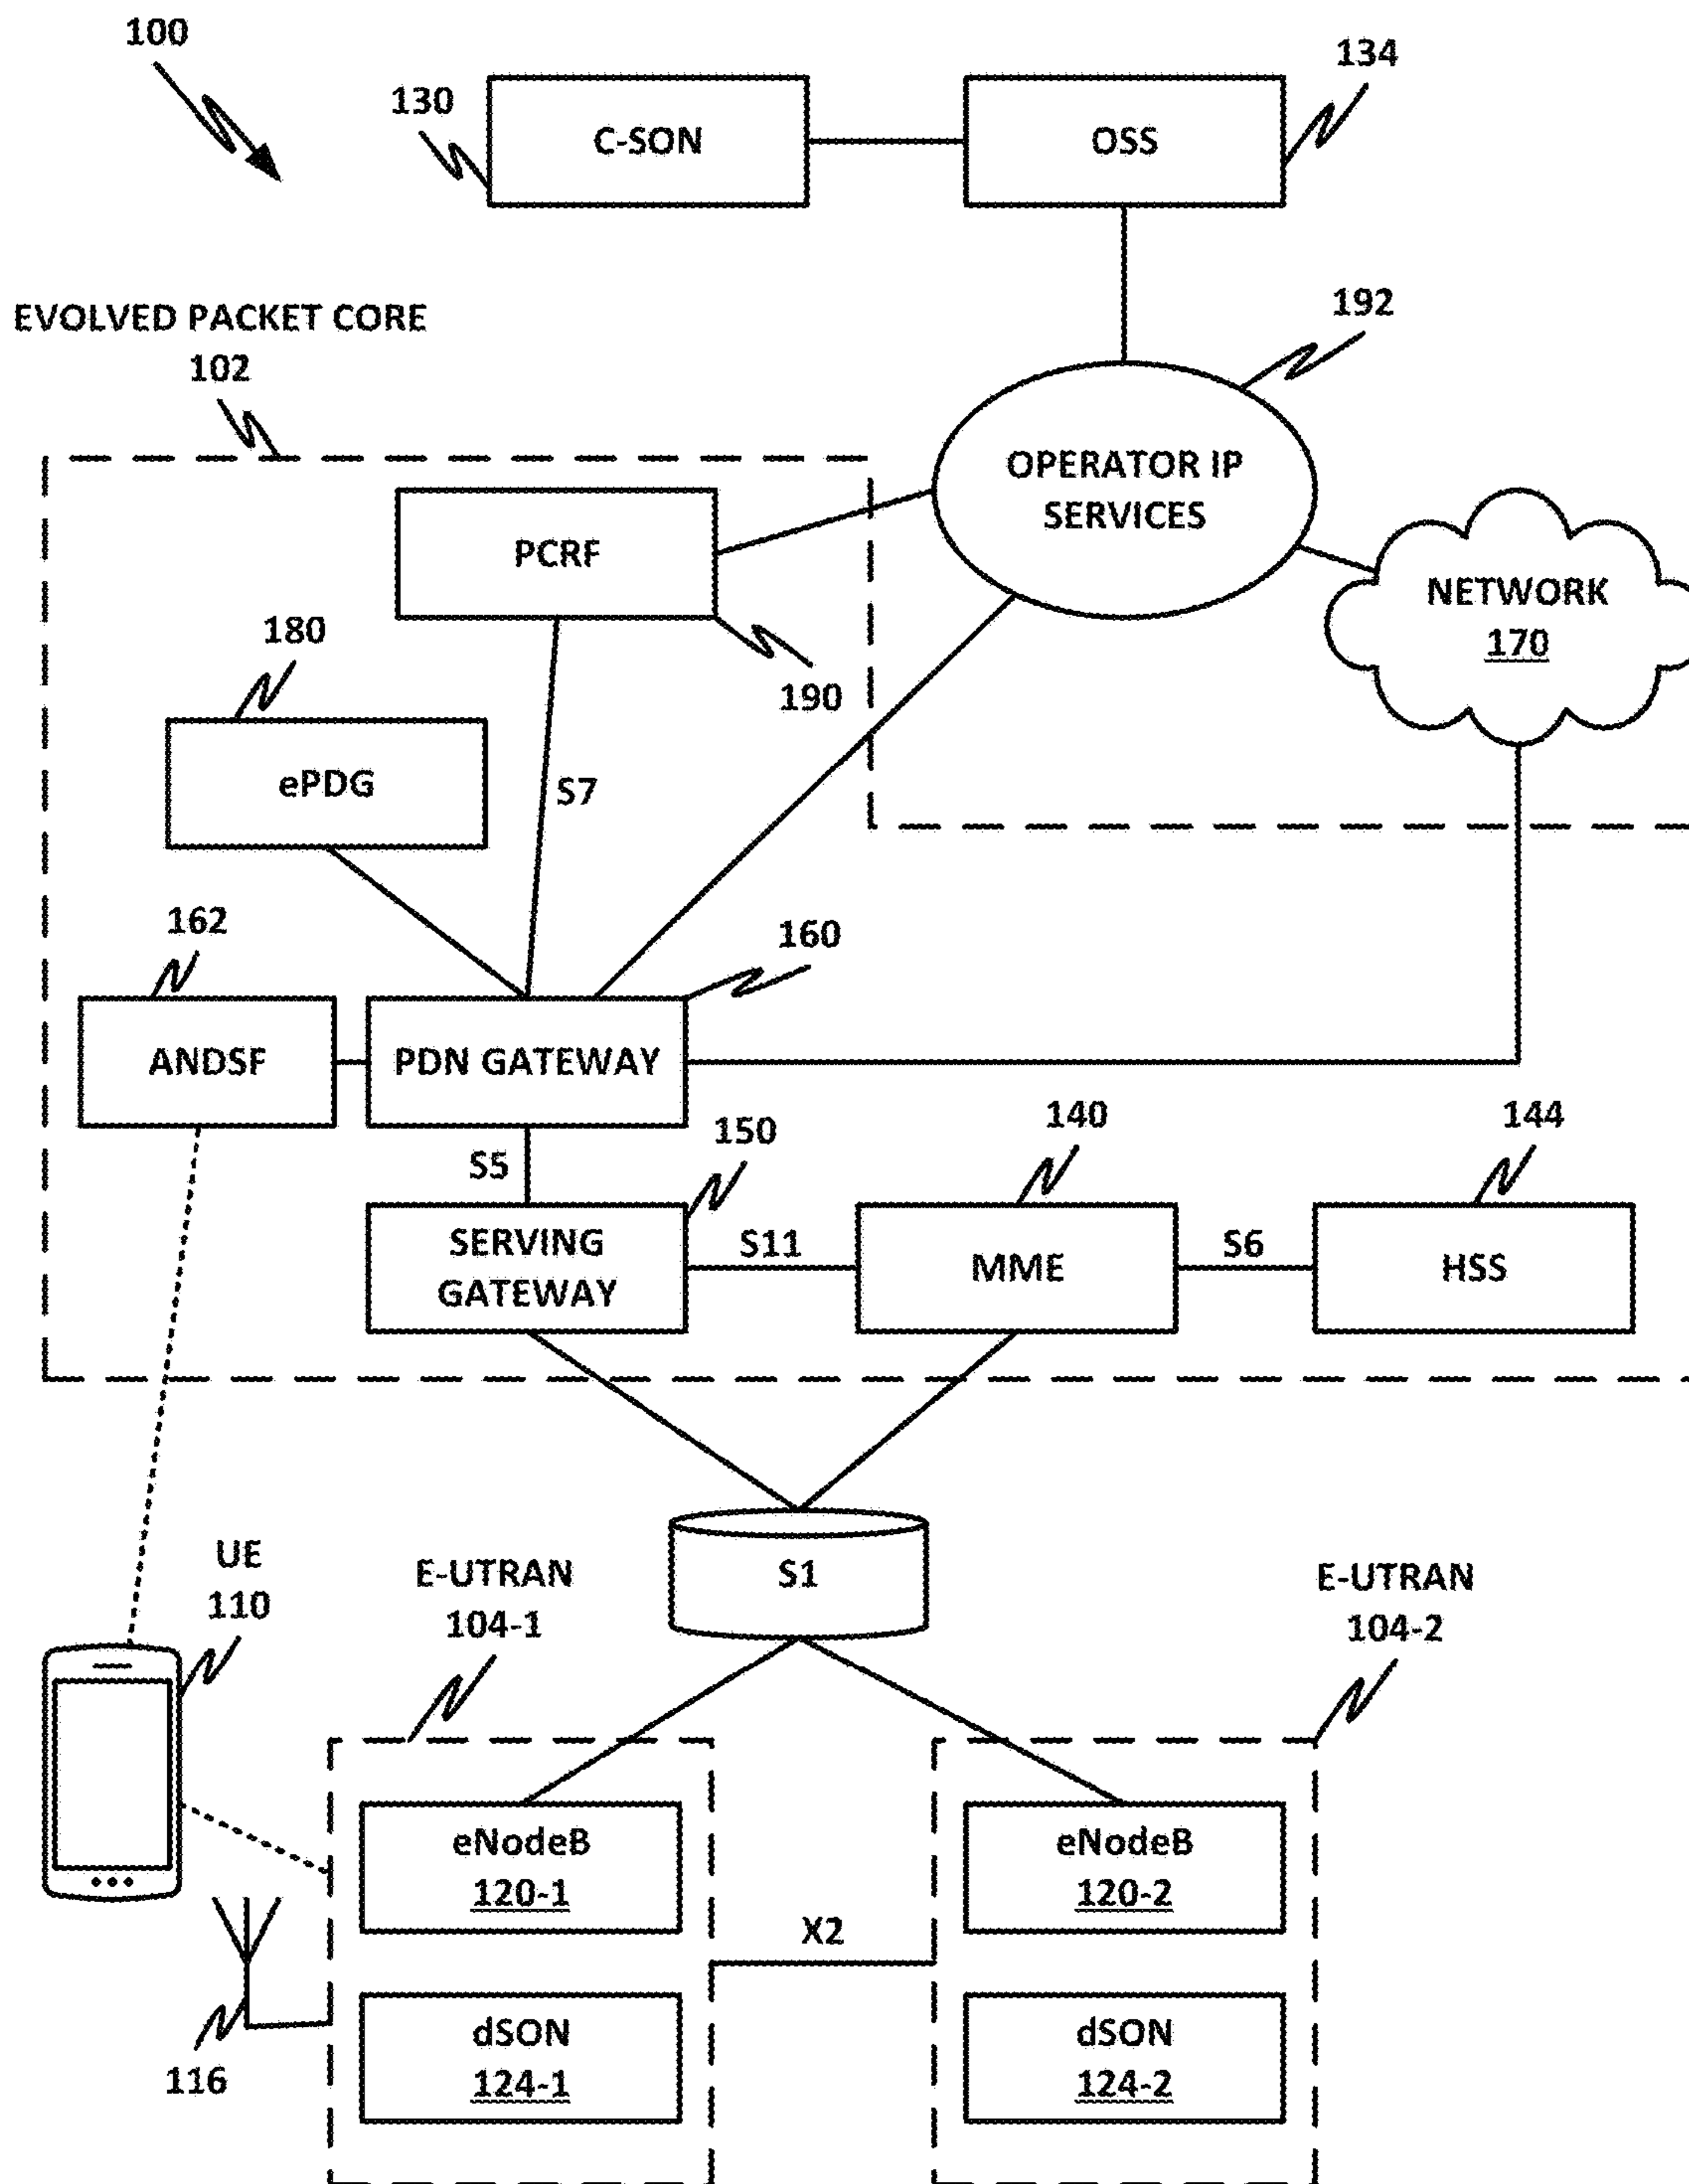 100
130
C-SON
OSS
134
EVOLVED PACKET CORE
102
192
OPERATOR IP
SERVICES
PCRF
NETWORK
170
180
190
ePDG
S7
162
160
ANDSF
PDN GATEWAY
S5
150
140
144
SERVING
GATEWAY
S11
MME
S6
HSS
UE
110
E-UTRAN
104-1
S1
E-UTRAN
104-2
eNodeB
120-1
eNodeB
120-2
X2
116
dSON
124-1
dSON
124-2